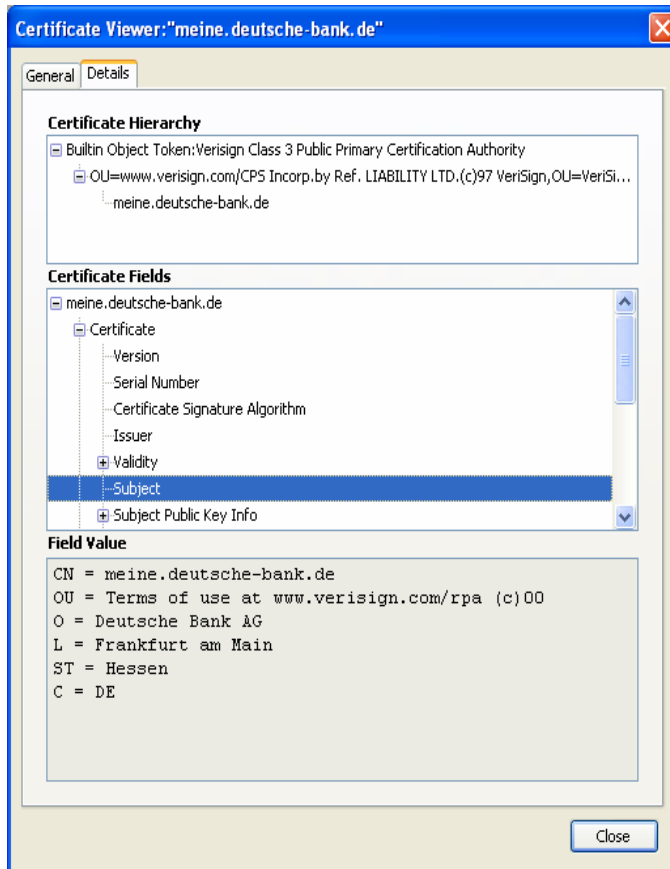 Certificate Viewer:"meine.deutsche-bank.de"
General
Details
Certificate Hierarchy
Builtin Object Token:Verisign Class 3 Public Primary Certification Authority
OU=www.verisign.com/CPS Incorp.by Ref. LIABILITY LTD.(c)97 VeriSign,OU=VeriSi...
meine.deutsche-bank.de
Certificate Fields
meine.deutsche-bank.de
Certificate
Version
Serial Number
Certificate Signature Algorithm
Issuer
Validity
Subject
Subject Public Key Info
Field Value
CN = meine.deutsche-bank.de
OU = Terms of use at www.verisign.com/rpa (c)00
O = Deutsche Bank AG
L = Frankfurt am Main
ST = Hessen
C = DE
Close